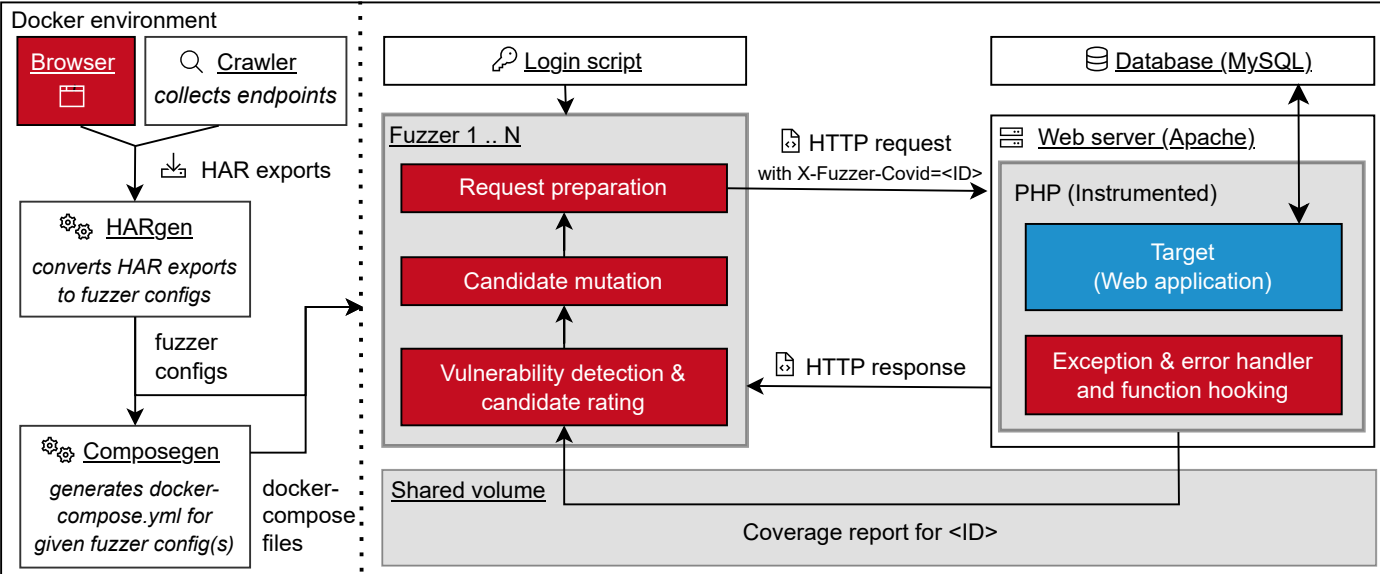 Docker environment
Browser
Crawler
collects endpoints
HAR exports
HARgen
converts HAR exports
to fuzzer configs
fuzzer
configs
Composegen
generates docker-
compose.yml for
given fuzzer config(s)
docker-
compose
files
Login script
Fuzzer 1 .. N
Request preparation
Candidate mutation
Vulnerability detection &
candidate rating
HTTP request
with X-Fuzzer-Covid=<ID>
HTTP response
Database (MySQL)
Web server (Apache)
PHP (Instrumented)
Target
(Web application)
Exception & error handler
and function hooking
Shared volume
Coverage report for <ID>